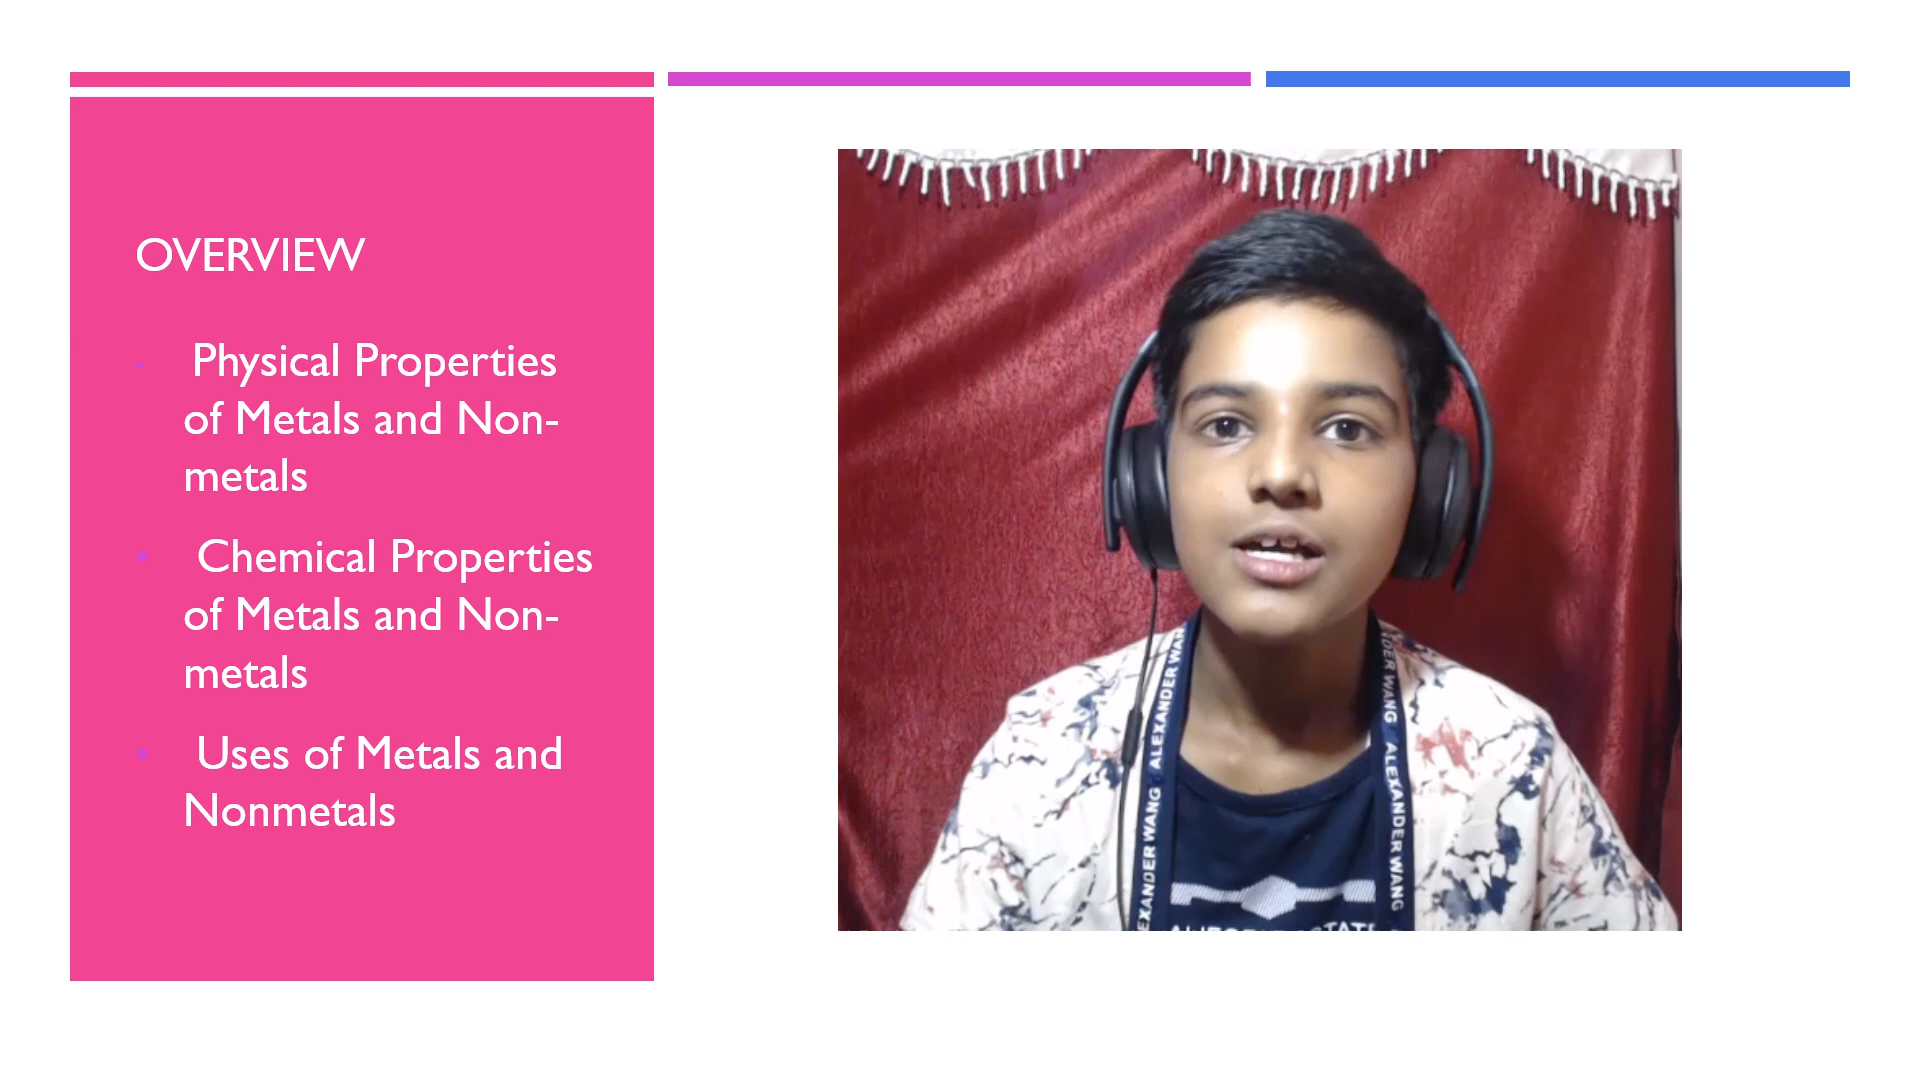 OVERVIEW
• Physical Properties
of Metals and Non-
metals
• Chemical Properties
of Metals and Non-
metals
• Uses of Metals and
Nonmetals
ALEXANDER WANG
ALEXANDER WANG